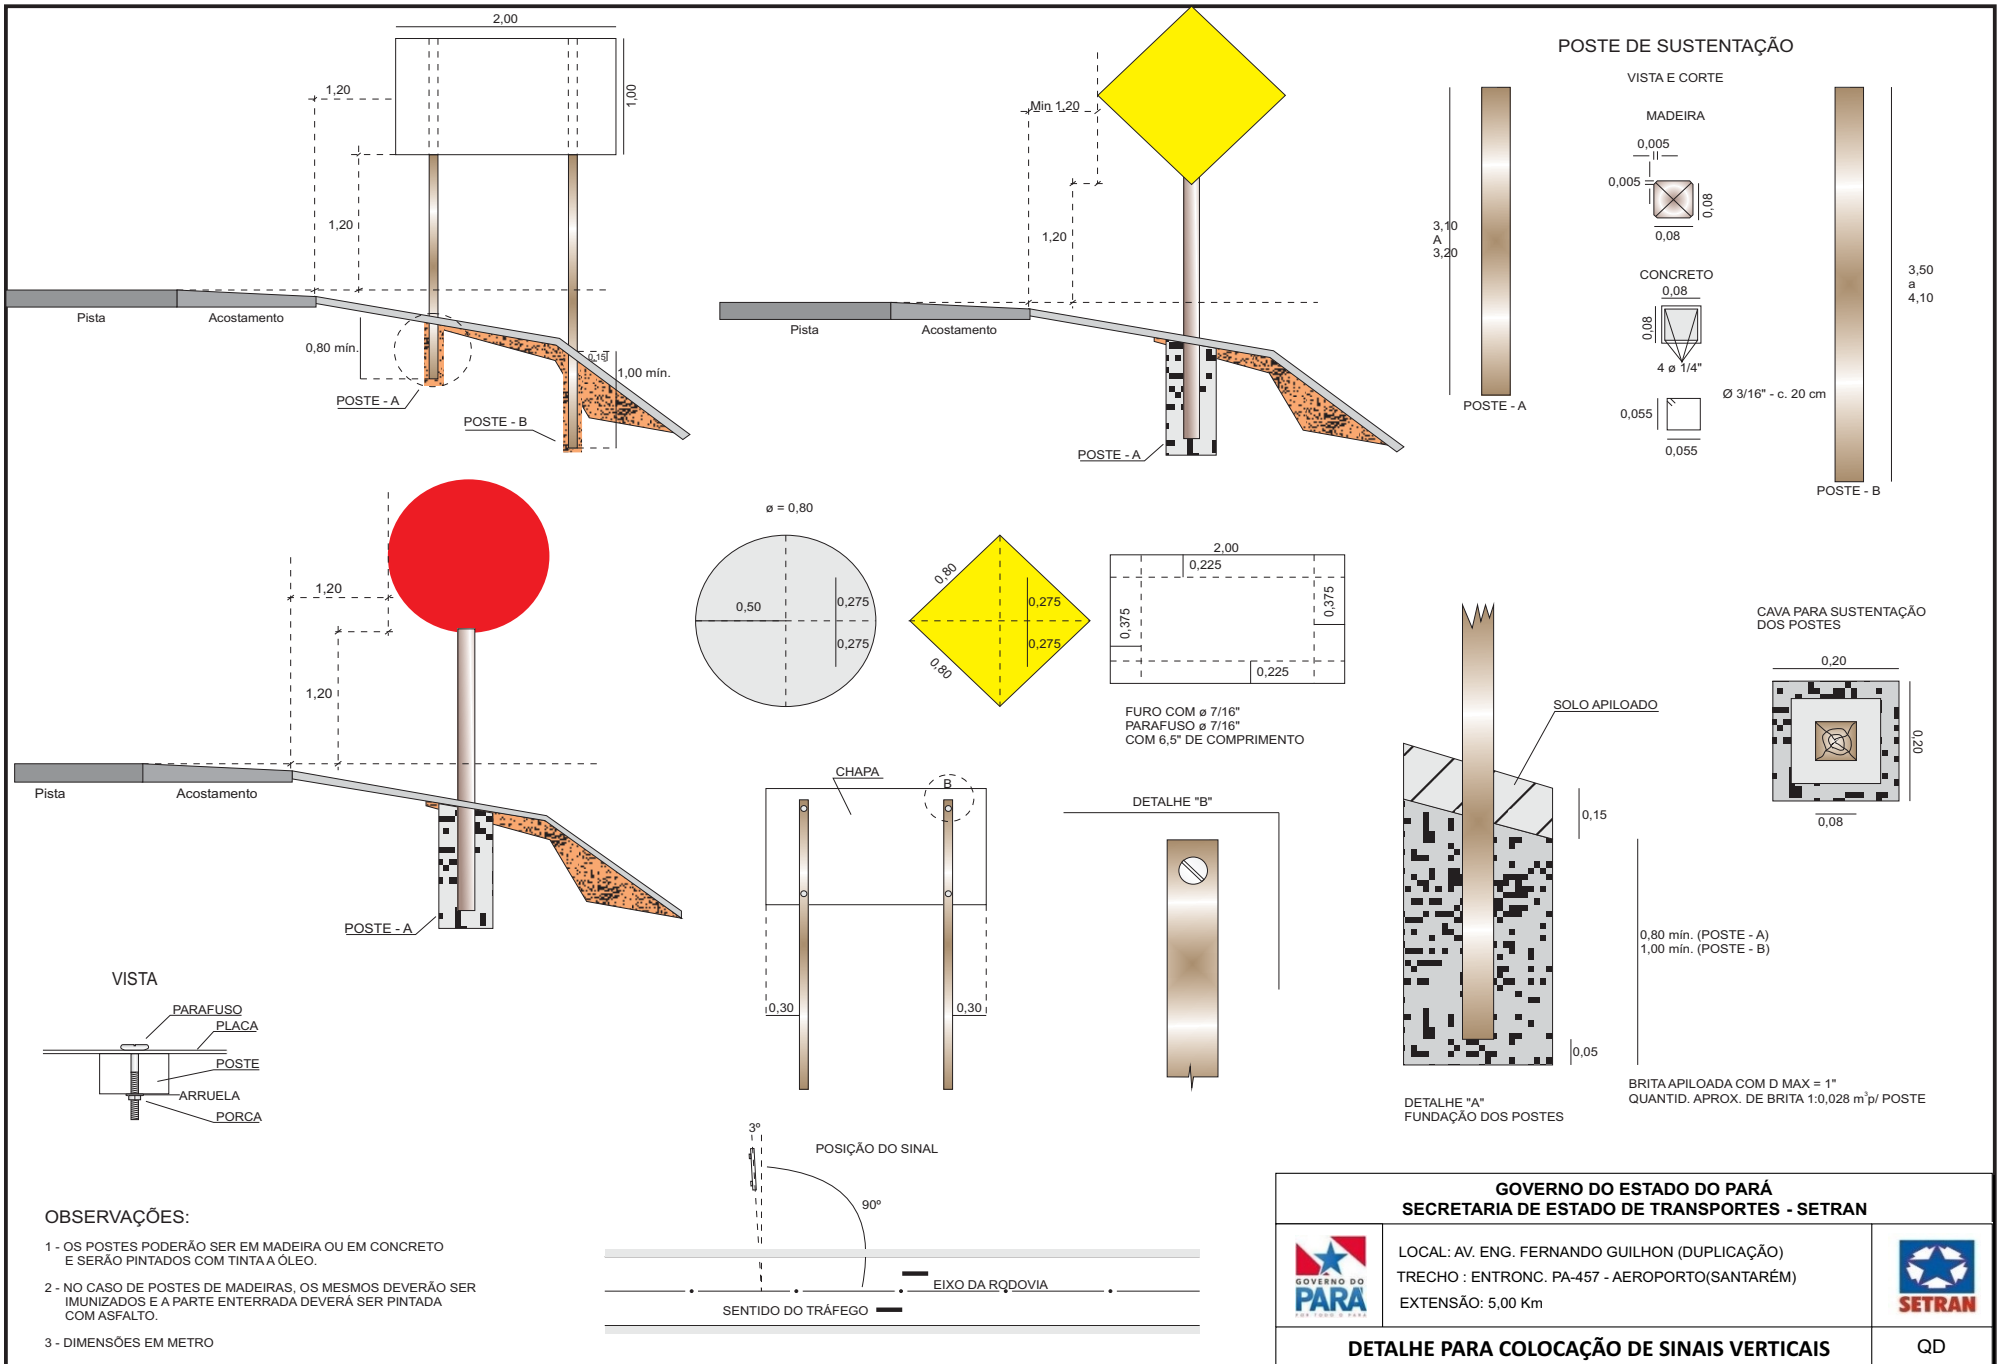 2,00
1,20
1,00
1,20
Pista
Acostamento
0,80 mín.
0,15
1,00 mín.
POSTE - A
POSTE - B
Min 1,20
1,20
Pista
Acostamento
POSTE - A
POSTE DE SUSTENTAÇÃO
VISTA E CORTE
MADEIRA
0,005
0,005
0,08
0,08
CONCRETO
0,08
0,08
4 ø 1/4"
0,055
0,055
3,10
A
3,20
POSTE - A
Ø 3/16" - c. 20 cm
3,50
a
4,10
POSTE - B
1,20
1,20
Pista
Acostamento
POSTE - A
ø = 0,80
0,50
0,275
0,275
0,80
0,80
0,275
0,275
2,00
0,225
0,375
0,375
0,225
FURO COM ø 7/16"
PARAFUSO ø 7/16"
COM 6,5" DE COMPRIMENTO
CHAPA
B
0,30
0,30
DETALHE "B"
SOLO APILOADO
0,15
0,80 mín. (POSTE - A)
1,00 mín. (POSTE - B)
0,05
DETALHE "A"
FUNDAÇÃO DOS POSTES
BRITA APILOADA COM D MAX = 1"
QUANTID. APROX. DE BRITA 1:0,028 m³p/ POSTE
CAVA PARA SUSTENTAÇÃO
DOS POSTES
0,20
0,20
0,08
VISTA
PARAFUSO
PLACA
POSTE
ARRUELA
PORCA
3º
POSIÇÃO DO SINAL
90º
EIXO DA RODOVIA
SENTIDO DO TRÁFEGO
OBSERVAÇÕES:
1 - OS POSTES PODERÃO SER EM MADEIRA OU EM CONCRETO
E SERÃO PINTADOS COM TINTA A ÓLEO.
2 - NO CASO DE POSTES DE MADEIRAS, OS MESMOS DEVERÃO SER
IMUNIZADOS E A PARTE ENTERRADA DEVERÁ SER PINTADA
COM ASFALTO.
3 - DIMENSÕES EM METRO
GOVERNO DO ESTADO DO PARÁ
SECRETARIA DE ESTADO DE TRANSPORTES - SETRAN
GOVERNO DO
PARÁ
POR TODO O PARÁ
LOCAL: AV. ENG. FERNANDO GUILHON (DUPLICAÇÃO)
TRECHO : ENTRONC. PA-457 - AEROPORTO(SANTARÉM)
EXTENSÃO: 5,00 Km
SETRAN
DETALHE PARA COLOCAÇÃO DE SINAIS VERTICAIS
QD